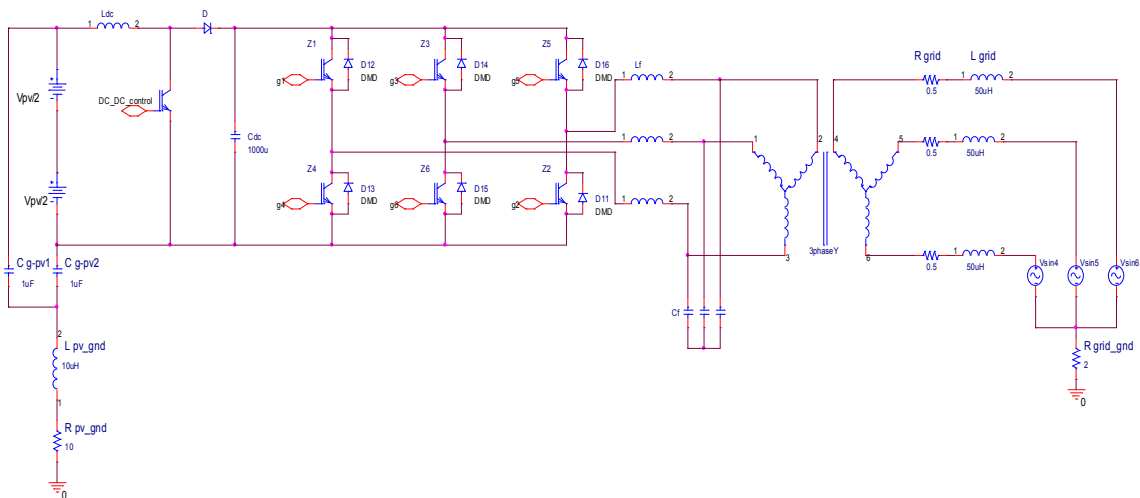 Ldc
1 2
D
Vpv/2
DC_DC_control
Vpv/2
Cdc
1000u
Z1
g1
D12
DMD
Z3
g3
D14
DMD
Z5
g5
D16
DMD
Z4
g4
D13
DMD
Z6
g6
D15
DMD
Z2
g2
D11
DMD
Lf
1 2
1 2
1 2
Cf
1
2
3
3phaseY
4
5
6
R grid
0.5
L grid
1 2
50uH
0.5
1 2
50uH
0.5
1 2
50uH
Vsin4
Vsin5
Vsin6
R grid_gnd
2
0
C g-pv1
1uF
C g-pv2
1uF
2
L pv_gnd
10uH
1
R pv_gnd
10
0